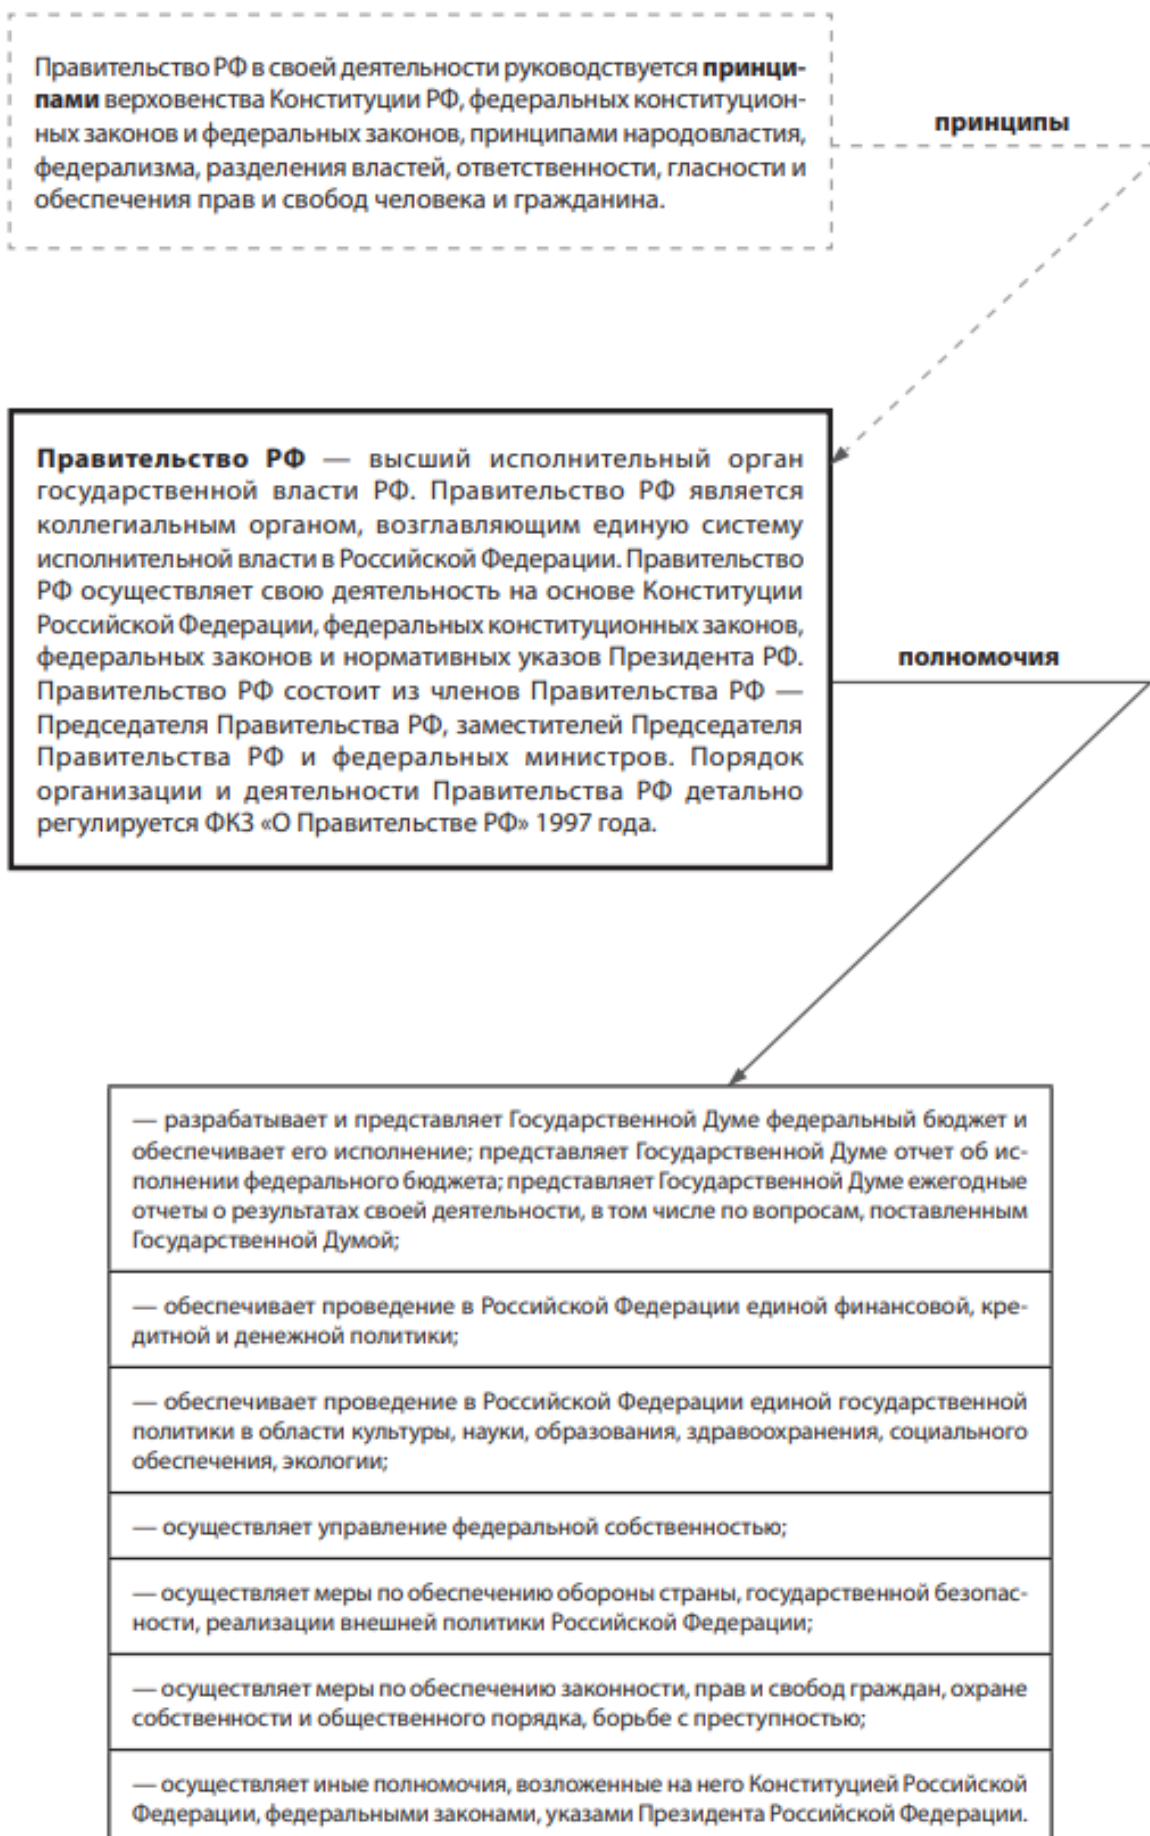 Правительство РФ в своей деятельности руководствуется принци-
пами верховенства Конституции РФ, федеральных конституцион-
ных законов и федеральных законов, принципами народовластия,
федерализма, разделения властей, ответственности, гласности и
обеспечения прав и свобод человека и гражданина.
принципы
Правительство РФ — высший исполнительный орган
государственной власти РФ. Правительство РФ является
коллегиальным органом, возглавляющим единую систему
исполнительной власти в Российской Федерации. Правительство
РФ осуществляет свою деятельность на основе Конституции
Российской Федерации, федеральных конституционных законов,
федеральных законов и нормативных указов Президента РФ.
Правительство РФ состоит из членов Правительства РФ —
Председателя Правительства РФ, заместителей Председателя
Правительства РФ и федеральных министров. Порядок
организации и деятельности Правительства РФ детально
регулируется ФКЗ «О Правительстве РФ» 1997 года.
полномочия
— разрабатывает и представляет Государственной Думе федеральный бюджет и
обеспечивает его исполнение; представляет Государственной Думе отчет об ис-
полнении федерального бюджета; представляет Государственной Думе ежегодные
отчеты о результатах своей деятельности, в том числе по вопросам, поставленным
Государственной Думой;
— обеспечивает проведение в Российской Федерации единой финансовой, кре-
дитной и денежной политики;
— обеспечивает проведение в Российской Федерации единой государственной
политики в области культуры, науки, образования, здравоохранения, социального
обеспечения, экологии;
— осуществляет управление федеральной собственностью;
— осуществляет меры по обеспечению обороны страны, государственной безопас-
ности, реализации внешней политики Российской Федерации;
— осуществляет меры по обеспечению законности, прав и свобод граждан, охране
собственности и общественного порядка, борьбе с преступностью;
— осуществляет иные полномочия, возложенные на него Конституцией Российской
Федерации, федеральными законами, указами Президента Российской Федерации.